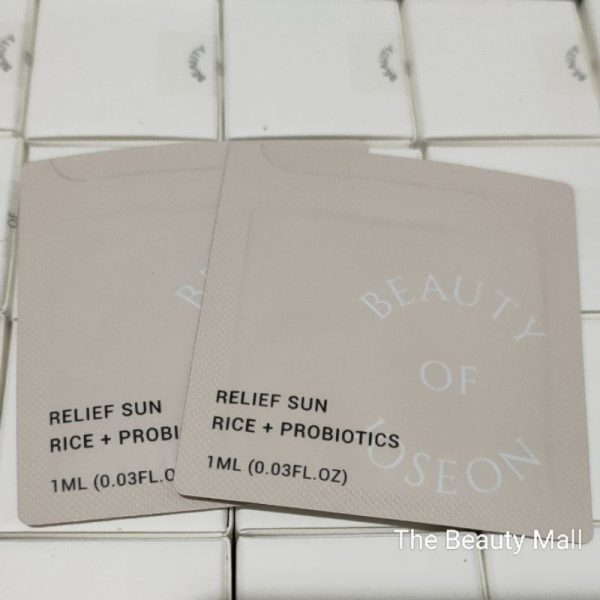 BEAUTY
OF
JOSEON
RELIEF SUN
RICE + PROBI
1ML (0.03FL.O
RELIEF SUN
RICE + PROBIOTICS
1ML (0.03FL.OZ)
The Beauty Mall